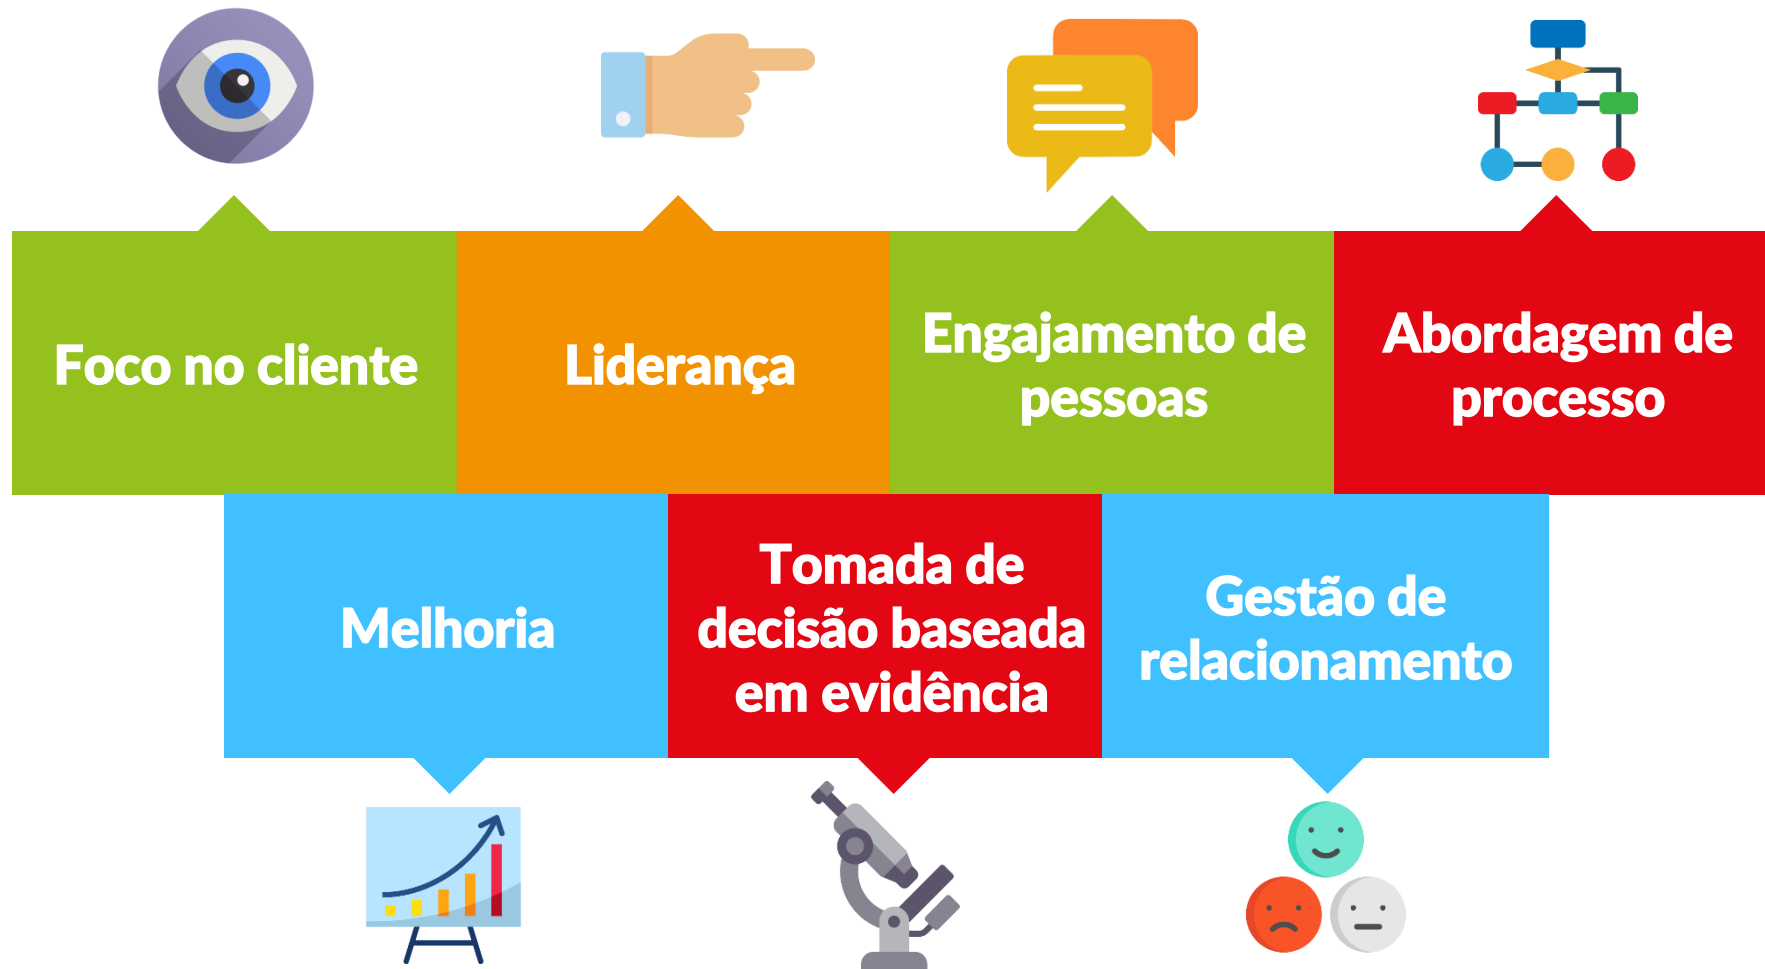 Foco no cliente
Liderança
Engajamento de
pessoas
Abordagem de
processo
Melhoria
Tomada de
decisão baseada
em evidência
Gestão de
relacionamento